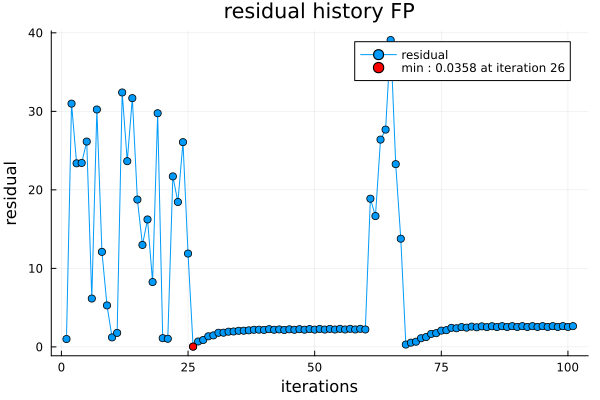 residual history FP
residual
min : 0.0358 at iteration 26
40
30
20
10
0
residual
0
25
50
75
100
iterations